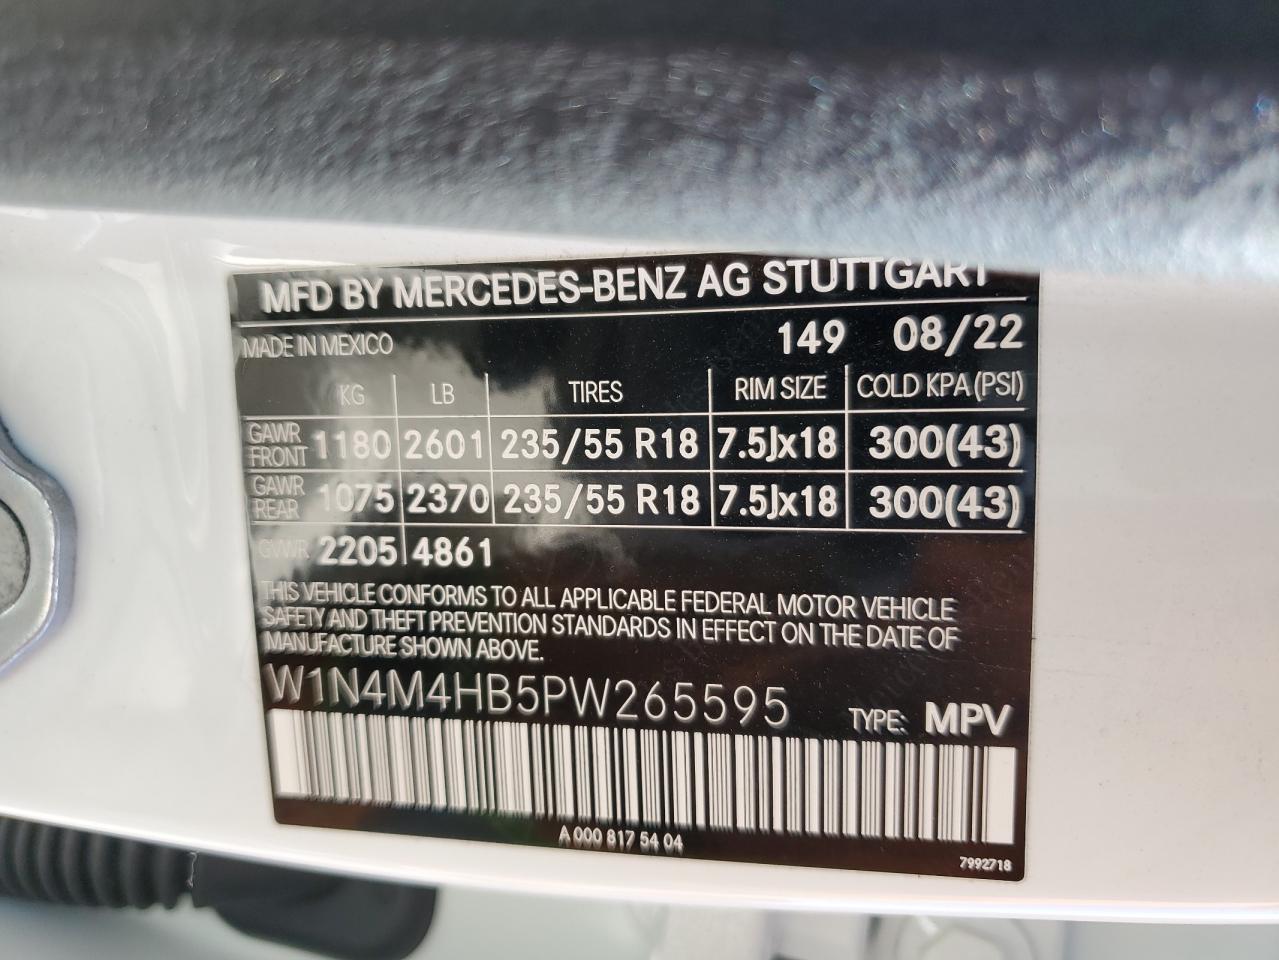 MFD BY MERCEDES-BENZ AG STUTTGART
MADE IN MEXICO 149 08/22
KG LB TIRES RIM SIZE COLD KPA (PSI)
GAWR FRONT 1180 2601 235/55 R18 7.5Jx18 300(43)
GAWR REAR 1075 2370 235/55 R18 7.5Jx18 300(43)
GVWR 2205 4861
THIS VEHICLE CONFORMS TO ALL APPLICABLE FEDERAL MOTOR VEHICLE
SAFETY AND THEFT PREVENTION STANDARDS IN EFFECT ON THE DATE OF
MANUFACTURE SHOWN ABOVE.
W1N4M4HB5PW265595 TYPE: MPV
A 000 817 54 04
7992718